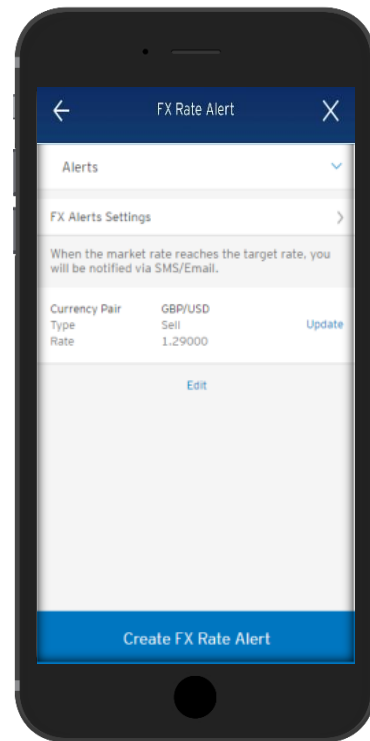 FX Rate Alert
Alerts
FX Alerts Settings
When the market rate reaches the target rate, you
will be notified via SMS/Email.
Currency Pair GBP/USD
Type Sell Update
Rate 1.29000
Edit
Create FX Rate Alert